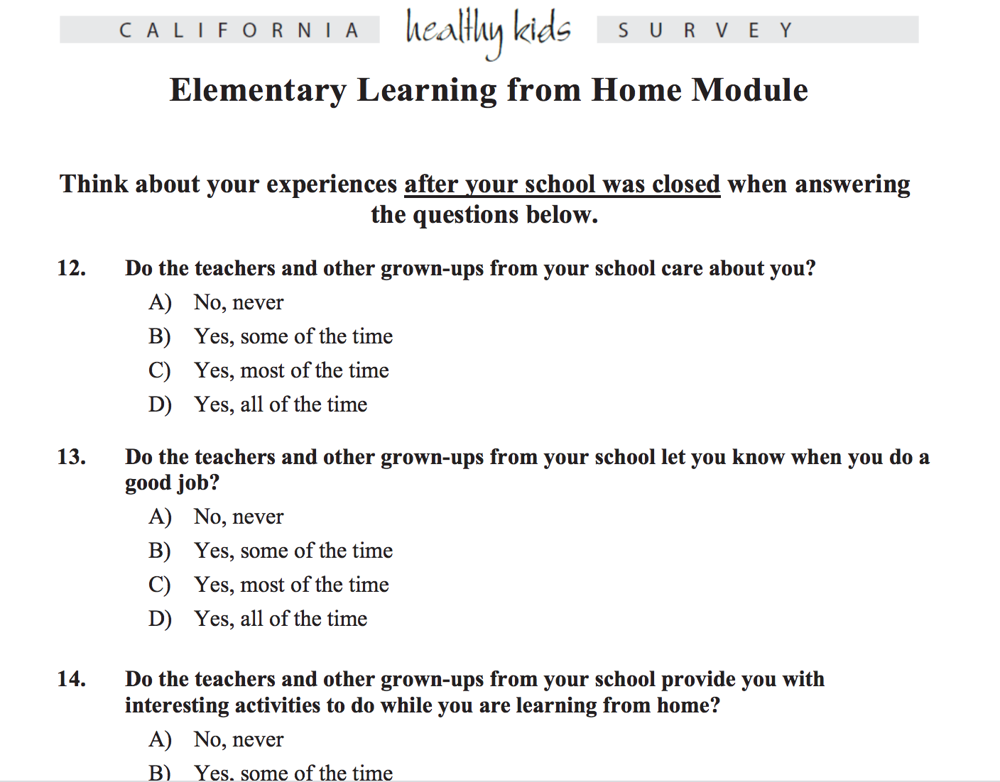 CALIFORNIA healthy kids SURVEY
Elementary Learning from Home Module
Think about your experiences after your school was closed when answering
the questions below.
12. Do the teachers and other grown-ups from your school care about you?
A) No, never
B) Yes, some of the time
C) Yes, most of the time
D) Yes, all of the time
13. Do the teachers and other grown-ups from your school let you know when you do a
good job?
A) No, never
B) Yes, some of the time
C) Yes, most of the time
D) Yes, all of the time
14. Do the teachers and other grown-ups from your school provide you with
interesting activities to do while you are learning from home?
A) No, never
B) Yes, some of the time